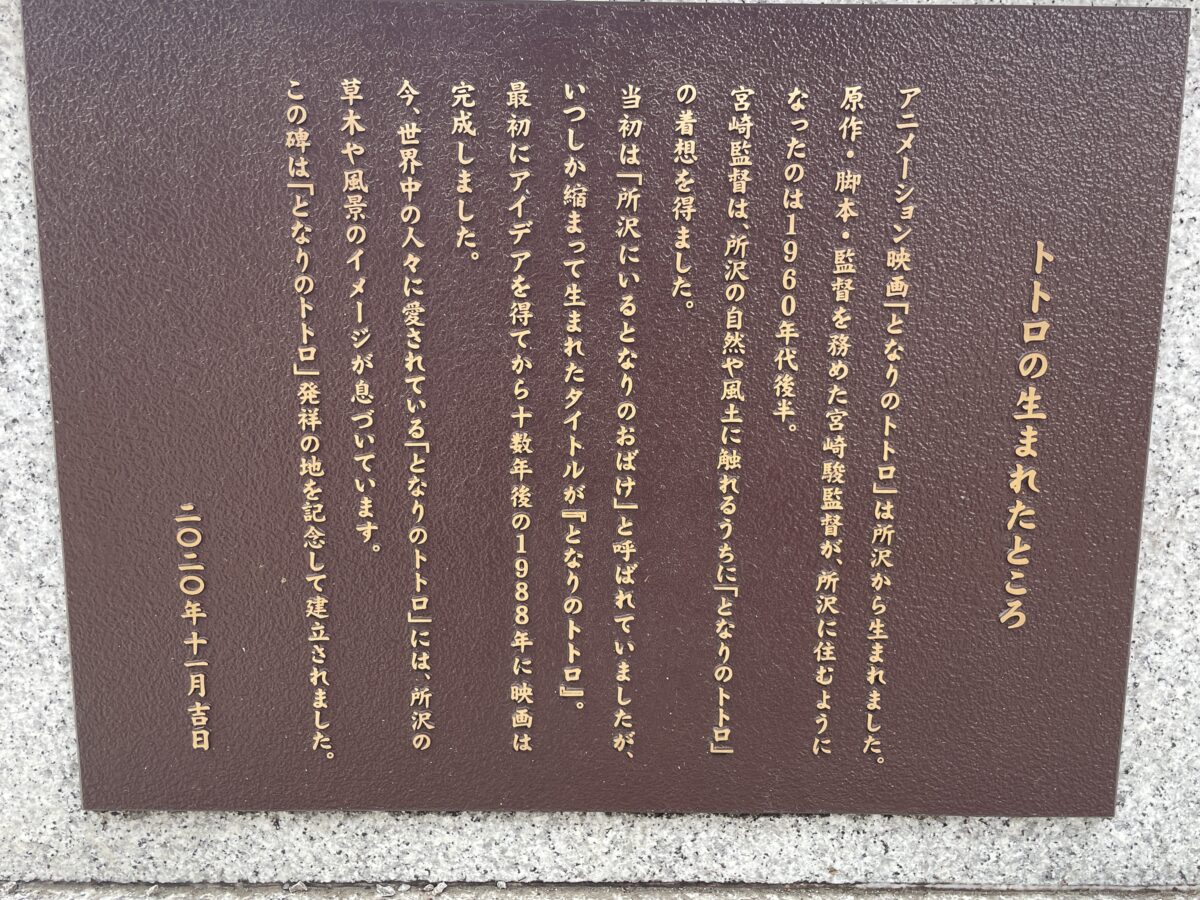 トトロの生まれたところ
アニメーション映画『となりのトトロ』は所沢から生まれました。
原作・脚本・監督を務めた宮崎駿監督が、所沢に住むように
なったのは1960年代後半。
宮崎監督は、所沢の自然や風土に触れるうちに『となりのトトロ』
の着想を得ました。
当初は「所沢にいるとなりのおばけ」と呼ばれていましたが、
いつしか縮まって生まれたタイトルが『となりのトトロ』。
最初にアイデアを得てから十数年後の1988年に映画は
完成しました。
今、世界中の人々に愛されている『となりのトトロ』には、所沢の
草木や風景のイメージが息づいています。
この碑は『となりのトトロ』発祥の地を記念して建立されました。
二〇二〇年十一月吉日